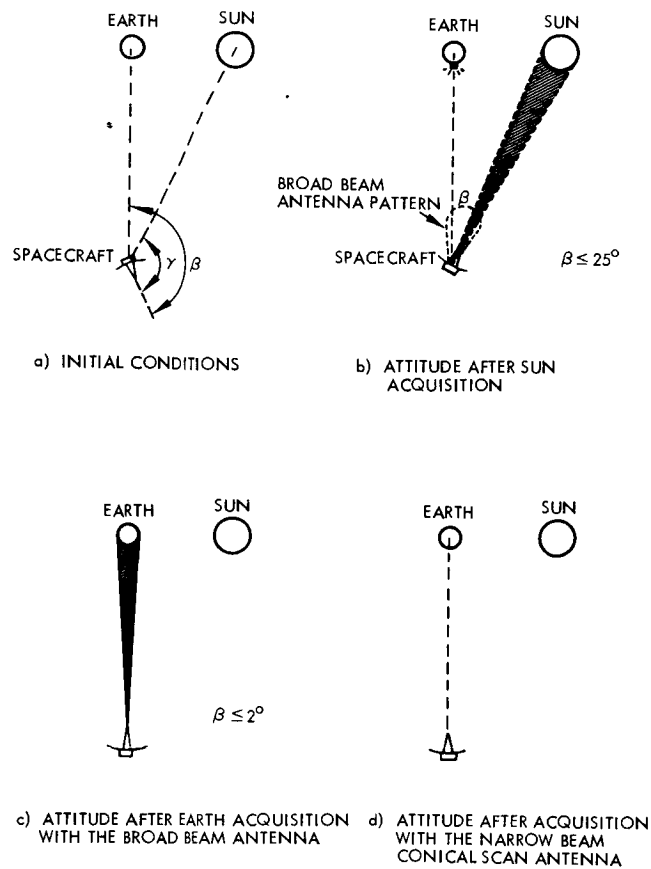 EARTH SUN
SPACECRAFT γ β
a) INITIAL CONDITIONS
EARTH SUN
BROAD BEAM
ANTENNA PATTERN
β
SPACECRAFT
β ≤ 25°
b) ATTITUDE AFTER SUN
ACQUISITION
EARTH SUN
β ≤ 2°
c) ATTITUDE AFTER EARTH ACQUISITION
WITH THE BROAD BEAM ANTENNA
EARTH SUN
d) ATTITUDE AFTER ACQUISITION
WITH THE NARROW BEAM
CONICAL SCAN ANTENNA